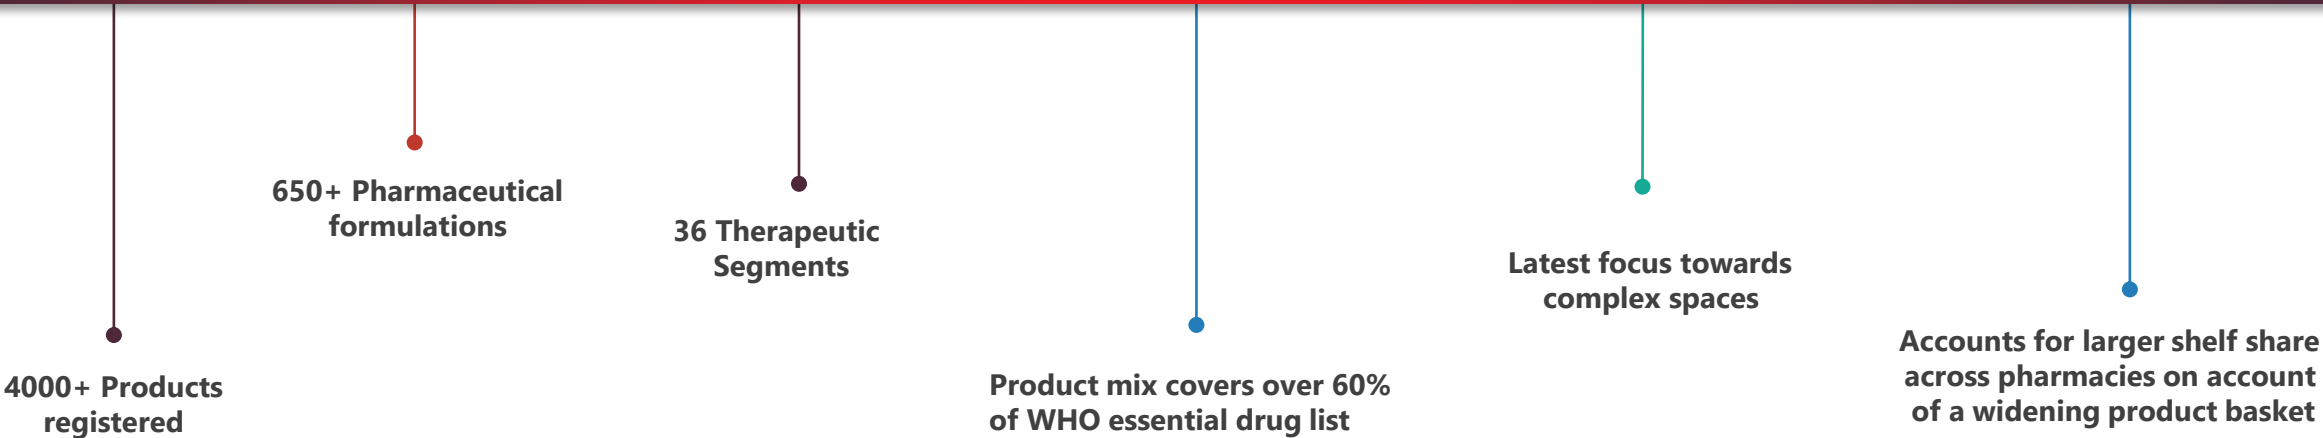 4000+ Products
registered
650+ Pharmaceutical
formulations
36 Therapeutic
Segments
Product mix covers over 60%
of WHO essential drug list
Latest focus towards
complex spaces
Accounts for larger shelf share
across pharmacies on account
of a widening product basket